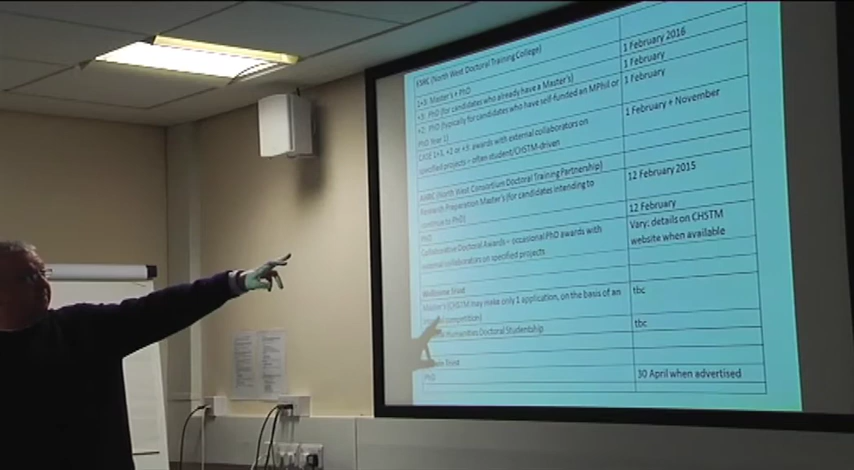 ESRC (North West Doctoral Training College)
1 February 2016
1+3: Master's + PhD
1 February
+3: PhD (for candidates who already have a Master's)
1 February
+2: PhD (typically for candidates who have self-funded an MPhil or
PhD Year 1)
1 February + November
CASE 1+3, +2 or +3: awards with external collaborators on
specified projects – often student/CHSTM-driven
AHRC (North West Consortium Doctoral Training Partnership)
12 February 2015
Research Preparation Master's (for candidates intending to
continue to PhD)
12 February
PhD
Vary: details on CHSTM
Collaborative Doctoral Awards – occasional PhD awards with
website when available
external collaborators on specified projects
Wellcome Trust
Master's (CHSTM may make only 1 application, on the basis of an
tbc
competition)
Humanities Doctoral Studentship
tbc
Trust
PhD
30 April when advertised